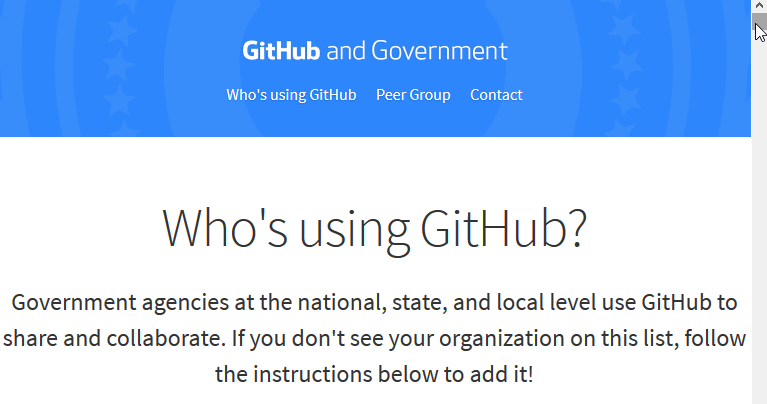 GitHub and Government
Who's using GitHub Peer Group Contact
Who's using GitHub?
Government agencies at the national, state, and local level use GitHub to
share and collaborate. If you don't see your organization on this list, follow
the instructions below to add it!